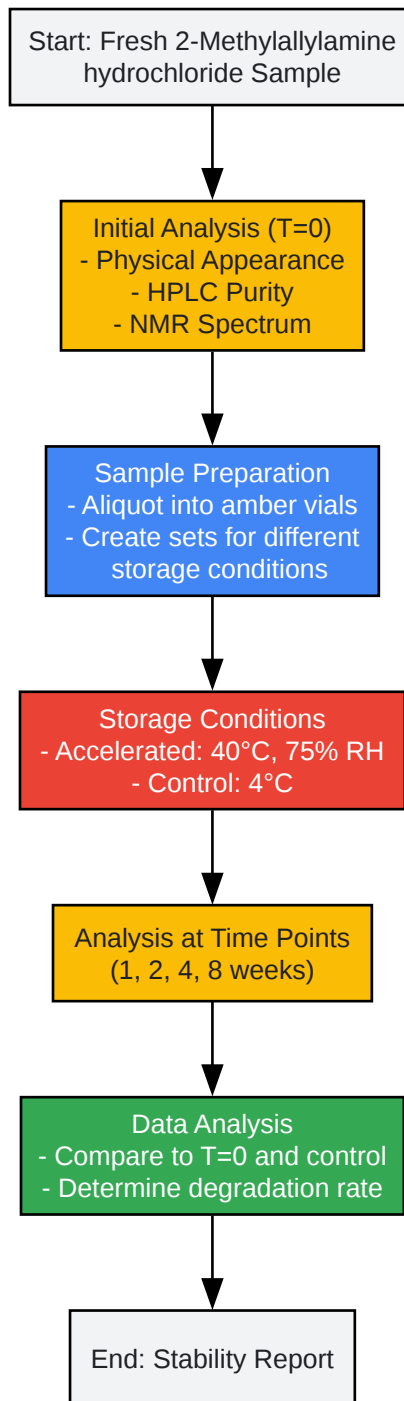 Start: Fresh 2-Methylallylamine
hydrochloride Sample
Initial Analysis (T=0)
- Physical Appearance
- HPLC Purity
- NMR Spectrum
Sample Preparation
- Aliquot into amber vials
- Create sets for different
storage conditions
Storage Conditions
- Accelerated: 40°C, 75% RH
- Control: 4°C
Analysis at Time Points
(1, 2, 4, 8 weeks)
Data Analysis
- Compare to T=0 and control
- Determine degradation rate
End: Stability Report